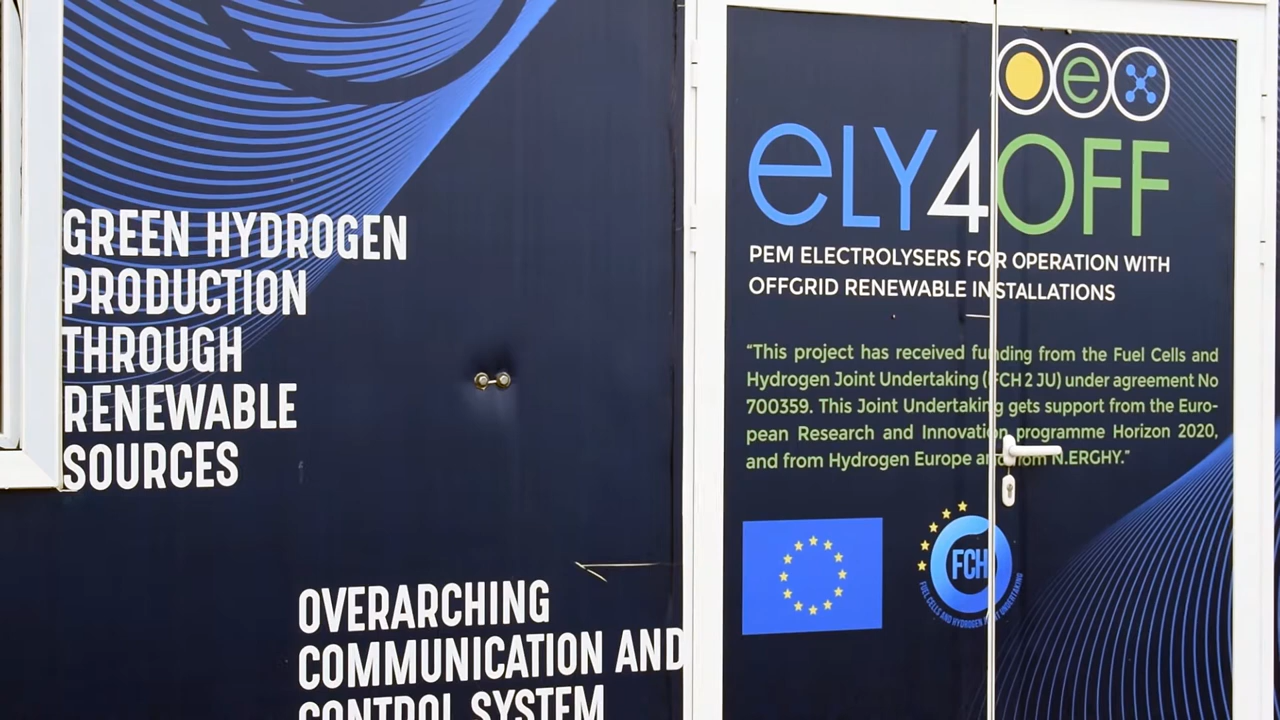 GREEN HYDROGEN
PRODUCTION
THROUGH
RENEWABLE
SOURCES
OVERARCHING
COMMUNICATION AND
CONTROL SYSTEM
e
eLY4OFF
PEM ELECTROLYSERS FOR OPERATION WITH
OFFGRID RENEWABLE INSTALLATIONS
“This project has received funding from the Fuel Cells and
Hydrogen Joint Undertaking (FCH 2 JU) under agreement No
700359. This Joint Undertaking gets support from the Euro-
pean Research and Innovation programme Horizon 2020,
and from Hydrogen Europe and from N.ERGHY.”
FCH
FUEL CELLS AND HYDROGEN JOINT UNDERTAKING